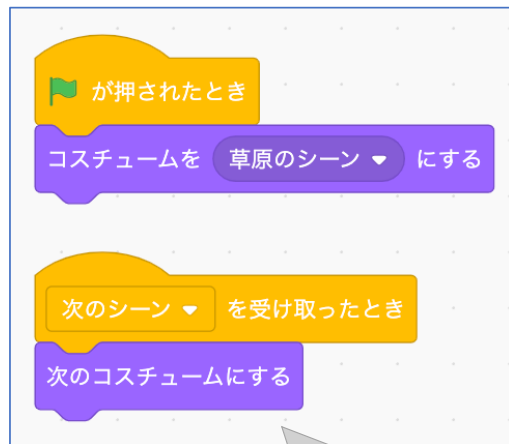 が押されたとき
コスチュームを 草原のシーン にする
次のシーン を受け取ったとき
次のコスチュームにする